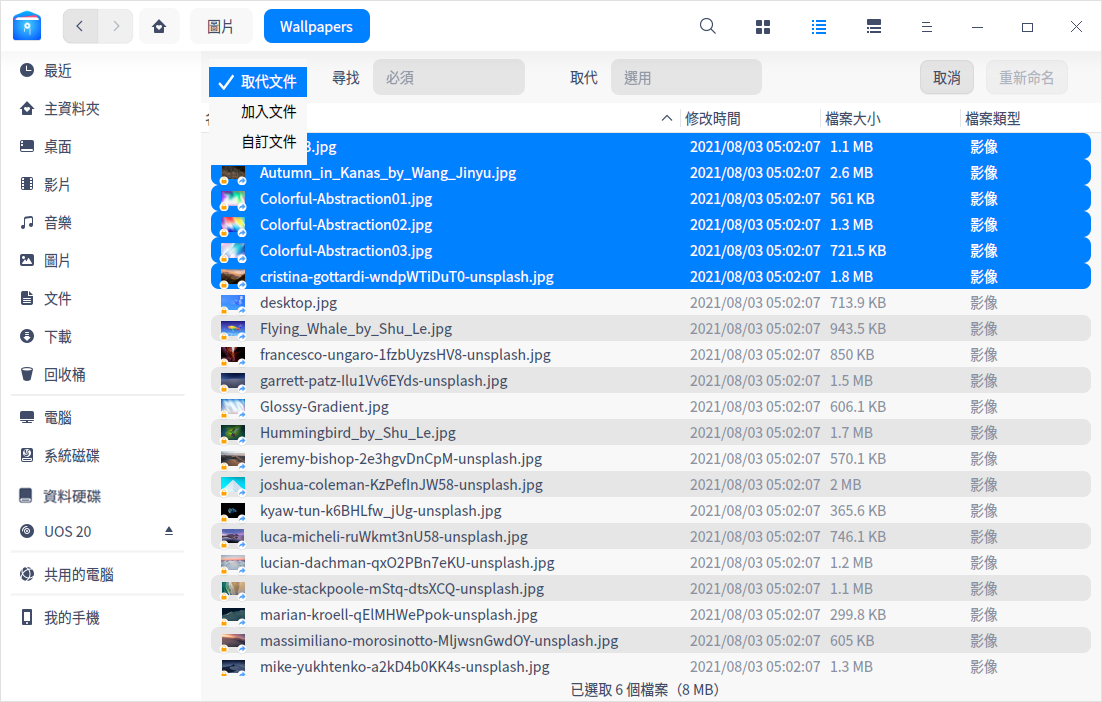 圖片
Wallpapers
最近
主資料夾
桌面
影片
音樂
圖片
文件
下載
回收桶
電腦
系統磁碟
資料硬碟
UOS 20
共用的電腦
我的手機
取代文件
加入文件
自訂文件
尋找
必須
取代
選用
取消
重新命名
修改時間 檔案大小 檔案類型
3.jpg 2021/08/03 05:02:07 1.1 MB 影像
Autumn_in_Kanas_by_Wang_Jinyu.jpg 2021/08/03 05:02:07 2.6 MB 影像
Colorful-Abstraction01.jpg 2021/08/03 05:02:07 561 KB 影像
Colorful-Abstraction02.jpg 2021/08/03 05:02:07 1.3 MB 影像
Colorful-Abstraction03.jpg 2021/08/03 05:02:07 721.5 KB 影像
cristina-gottardi-wndpWTiDuT0-unsplash.jpg 2021/08/03 05:02:07 1.8 MB 影像
desktop.jpg 2021/08/03 05:02:07 713.9 KB 影像
Flying_Whale_by_Shu_Le.jpg 2021/08/03 05:02:07 943.5 KB 影像
francesco-ungaro-1fzbUyzsHV8-unsplash.jpg 2021/08/03 05:02:07 850 KB 影像
garrett-patz-Ilu1Vv6EYds-unsplash.jpg 2021/08/03 05:02:07 1.5 MB 影像
Glossy-Gradient.jpg 2021/08/03 05:02:07 606.1 KB 影像
Hummingbird_by_Shu_Le.jpg 2021/08/03 05:02:07 1.7 MB 影像
jeremy-bishop-2e3hgvDnCpM-unsplash.jpg 2021/08/03 05:02:07 570.1 KB 影像
joshua-coleman-KzPefInJW58-unsplash.jpg 2021/08/03 05:02:07 2 MB 影像
kyaw-tun-k6BHLfw_jUg-unsplash.jpg 2021/08/03 05:02:07 365.6 KB 影像
luca-micheli-ruWkmt3nU58-unsplash.jpg 2021/08/03 05:02:07 746.1 KB 影像
lucian-dachman-qxO2PBn7eKU-unsplash.jpg 2021/08/03 05:02:07 1.2 MB 影像
luke-stackpoole-mStq-dtsXCQ-unsplash.jpg 2021/08/03 05:02:07 1.1 MB 影像
marian-kroell-qElMHWePpok-unsplash.jpg 2021/08/03 05:02:07 299.8 KB 影像
massimiliano-morosinotto-MIjwsnGwdOY-unsplash.jpg 2021/08/03 05:02:07 605 KB 影像
mike-yukhtenko-a2kD4b0KK4s-unsplash.jpg 2021/08/03 05:02:07 1.3 MB 影像
已選取 6 個檔案（8 MB）